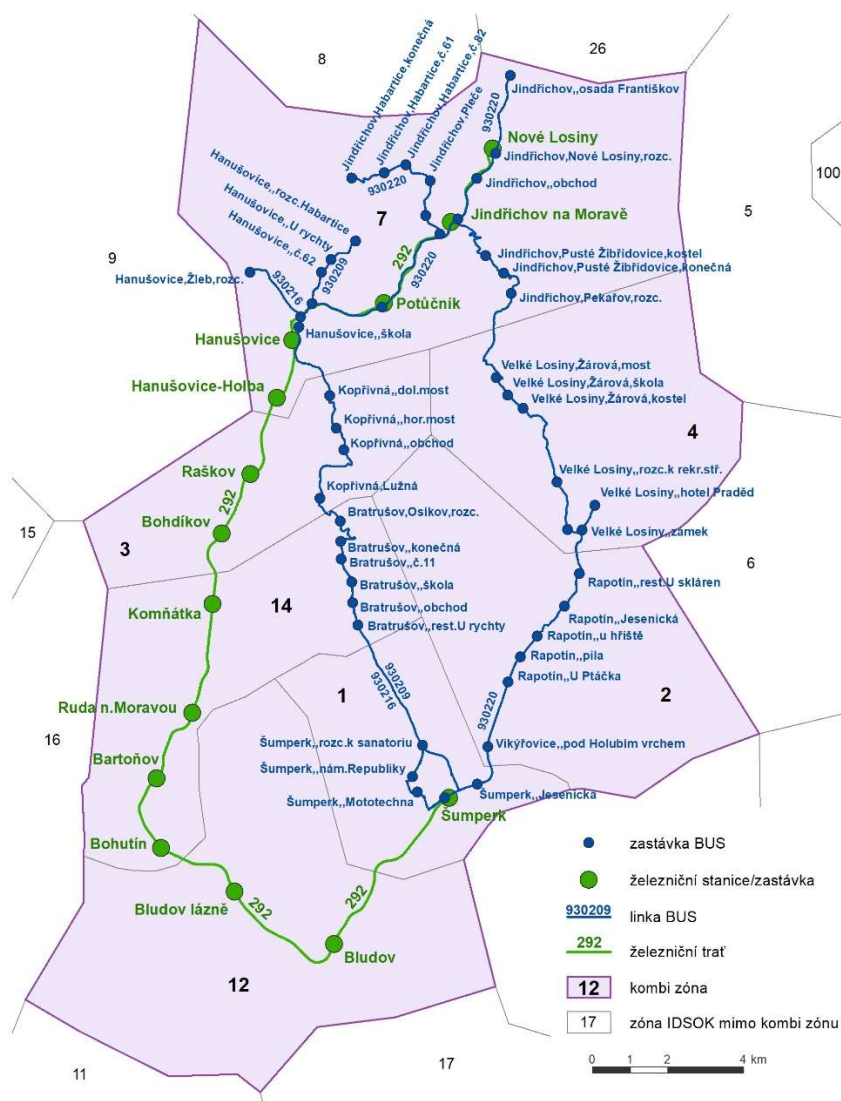 8
26
Jindřichov,Habartice,konečná
Jindřichov,Habartice,č.61
Jindřichov,Habartice,č.82
Jindřichov,Pleče
930220
Jindřichov,,osada Františkov
Nové Losiny
Jindřichov,Nové Losiny,rozc.
Jindřichov,,obchod
930220
100
Hanušovice,,rozc.Habartice
Hanušovice,,U rychty
Hanušovice,,č.62
7
Jindřichov na Moravě
5
9
292
930220
Jindřichov,Pusté Žibřidovice,kostel
Jindřichov,Pusté Žibřidovice,konečná
Hanušovice,Žleb,rozc.
930216
930209
Jindřichov,Pekařov,rozc.
Potůčník
Hanušovice,,škola
Hanušovice
Velké Losiny,Žárová,most
Velké Losiny,Žárová,škola
Velké Losiny,Žárová,kostel
Hanušovice-Holba
Kopřivná,,dol.most
Kopřivná,,hor.most
Kopřivná,,obchod
4
Raškov
Velké Losiny,,rozc.k rekr.stř.
Velké Losiny,,hotel Praděd
Kopřivná,Lužná
292
Bohdíkov
Bratrušov,Osikov,rozc.
Velké Losiny,,zámek
15
3
Bratrušov,,konečná
Bratrušov,,č.11
6
Bratrušov,,škola
Rapotín,,rest.U skláren
Komňátka
14
Bratrušov,,obchod
Rapotín,,Jesenická
Bratrušov,,rest.U rychty
Rapotín,,u hřiště
Rapotín,,pila
Rapotín,,U Ptáčka
930209
930216
1
2
Ruda n.Moravou
930220
16
Šumperk,,rozc.k sanatoriu
Vikýřovice,,pod Holubím vrchem
Bartoňov
Šumperk,,nám.Republiky
Šumperk,,Mototechna
Šumperk,,Jesenická
Šumperk
Bohutín
Bludov lázně
292
292
Bludov
12
11
17
zastávka BUS
železniční stanice/zastávka
930209
linka BUS
292
železniční trať
12
kombi zóna
17
zóna IDSOK mimo kombi zónu
0 1 2 4 km